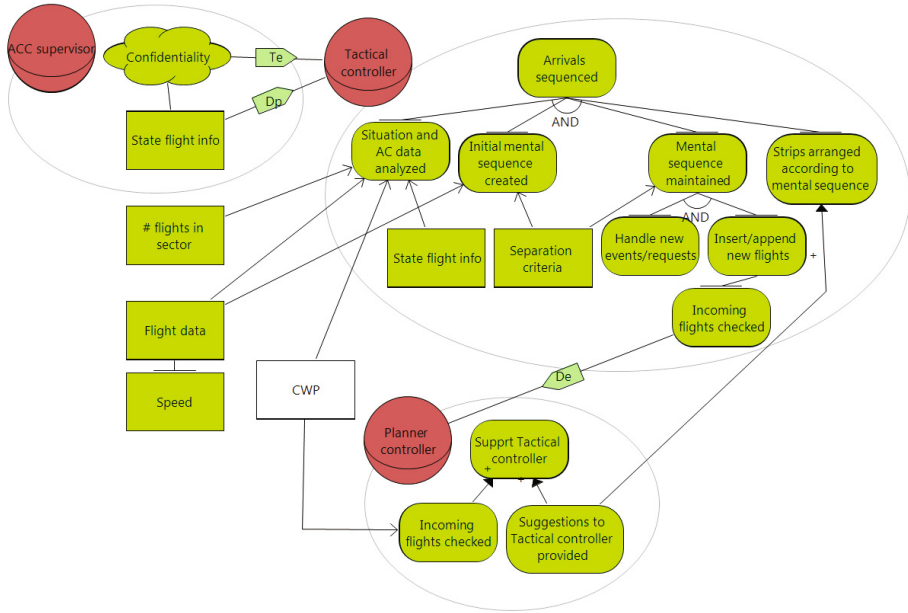 ACC supervisor
Confidentiality
Te
Tactical
controller
Dp
State flight info
Arrivals
sequenced
AND
Situation and
AC data
analyzed
Initial mental
sequence
created
Mental
sequence
maintained
Strips arranged
according to
mental sequence
AND
# flights in
sector
State flight info
Separation
criteria
Handle new
events/requests
Insert/append
new flights
+
Flight data
Incoming
flights checked
Speed
CWP
De
Planner
controller
Supprt Tactical
controller
+
+
Incoming
flights checked
Suggestions to
Tactical controller
provided